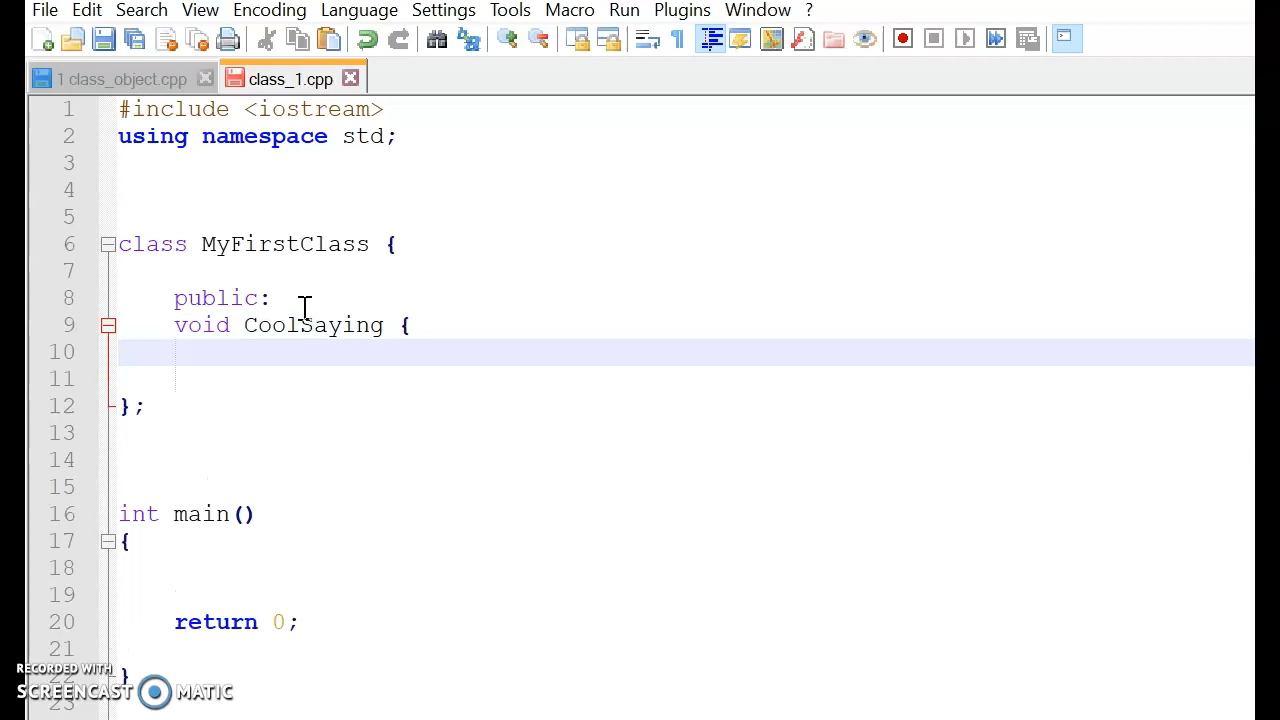 File Edit Search View Encoding Language Settings Tools Macro Run Plugins Window ?
1 class_object.cpp class_1.cpp
1 #include <iostream>
2 using namespace std;
3
4
5
6 class MyFirstClass {
7
8 public:
9 void CoolSaying {
10
11
12 };
13
14
15
16 int main()
17 {
18
19
20 return 0;
21
22 }
23
RECORDED WITH
SCREENCAST MATIC